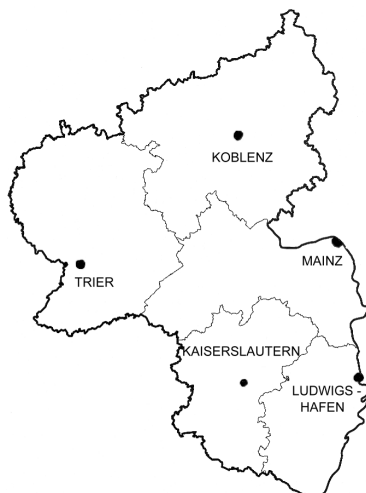 KOBLENZ
MAINZ
TRIER
KAISERSLAUTERN
LUDWIGS -
HAFEN